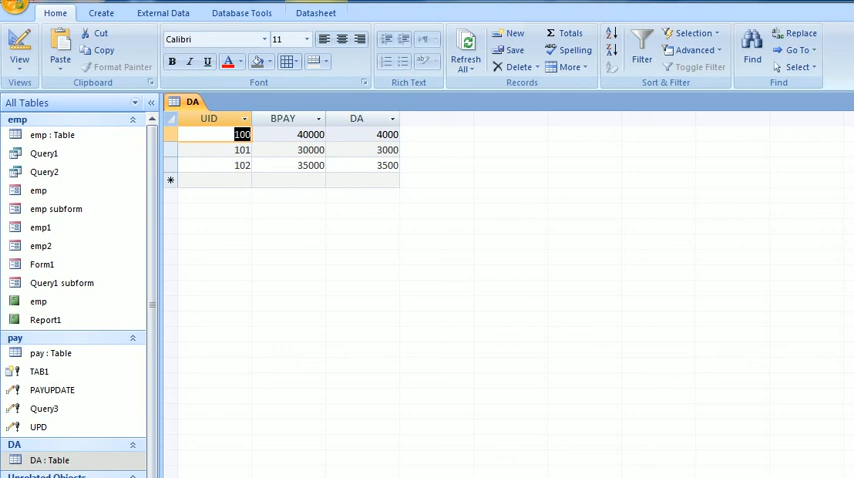 Home Create External Data Database Tools Datasheet
View
Views
Paste
Cut
Copy
Format Painter
Clipboard
Calibri 11
B I U A
Font
Rich Text
Refresh
All
New
Save
Delete
Σ Totals
Spelling
More
Records
Filter
Selection
Advanced
Toggle Filter
Sort & Filter
Find
Replace
Go To
Select
Find
All Tables
emp
emp : Table
Query1
Query2
emp
emp subform
emp1
emp2
Form1
Query1 subform
emp
Report1
pay
pay : Table
TAB1
PAYUPDATE
Query3
UPD
DA
DA : Table
Unrelated Objects
DA
UID BPAY DA
100 40000 4000
101 30000 3000
102 35000 3500